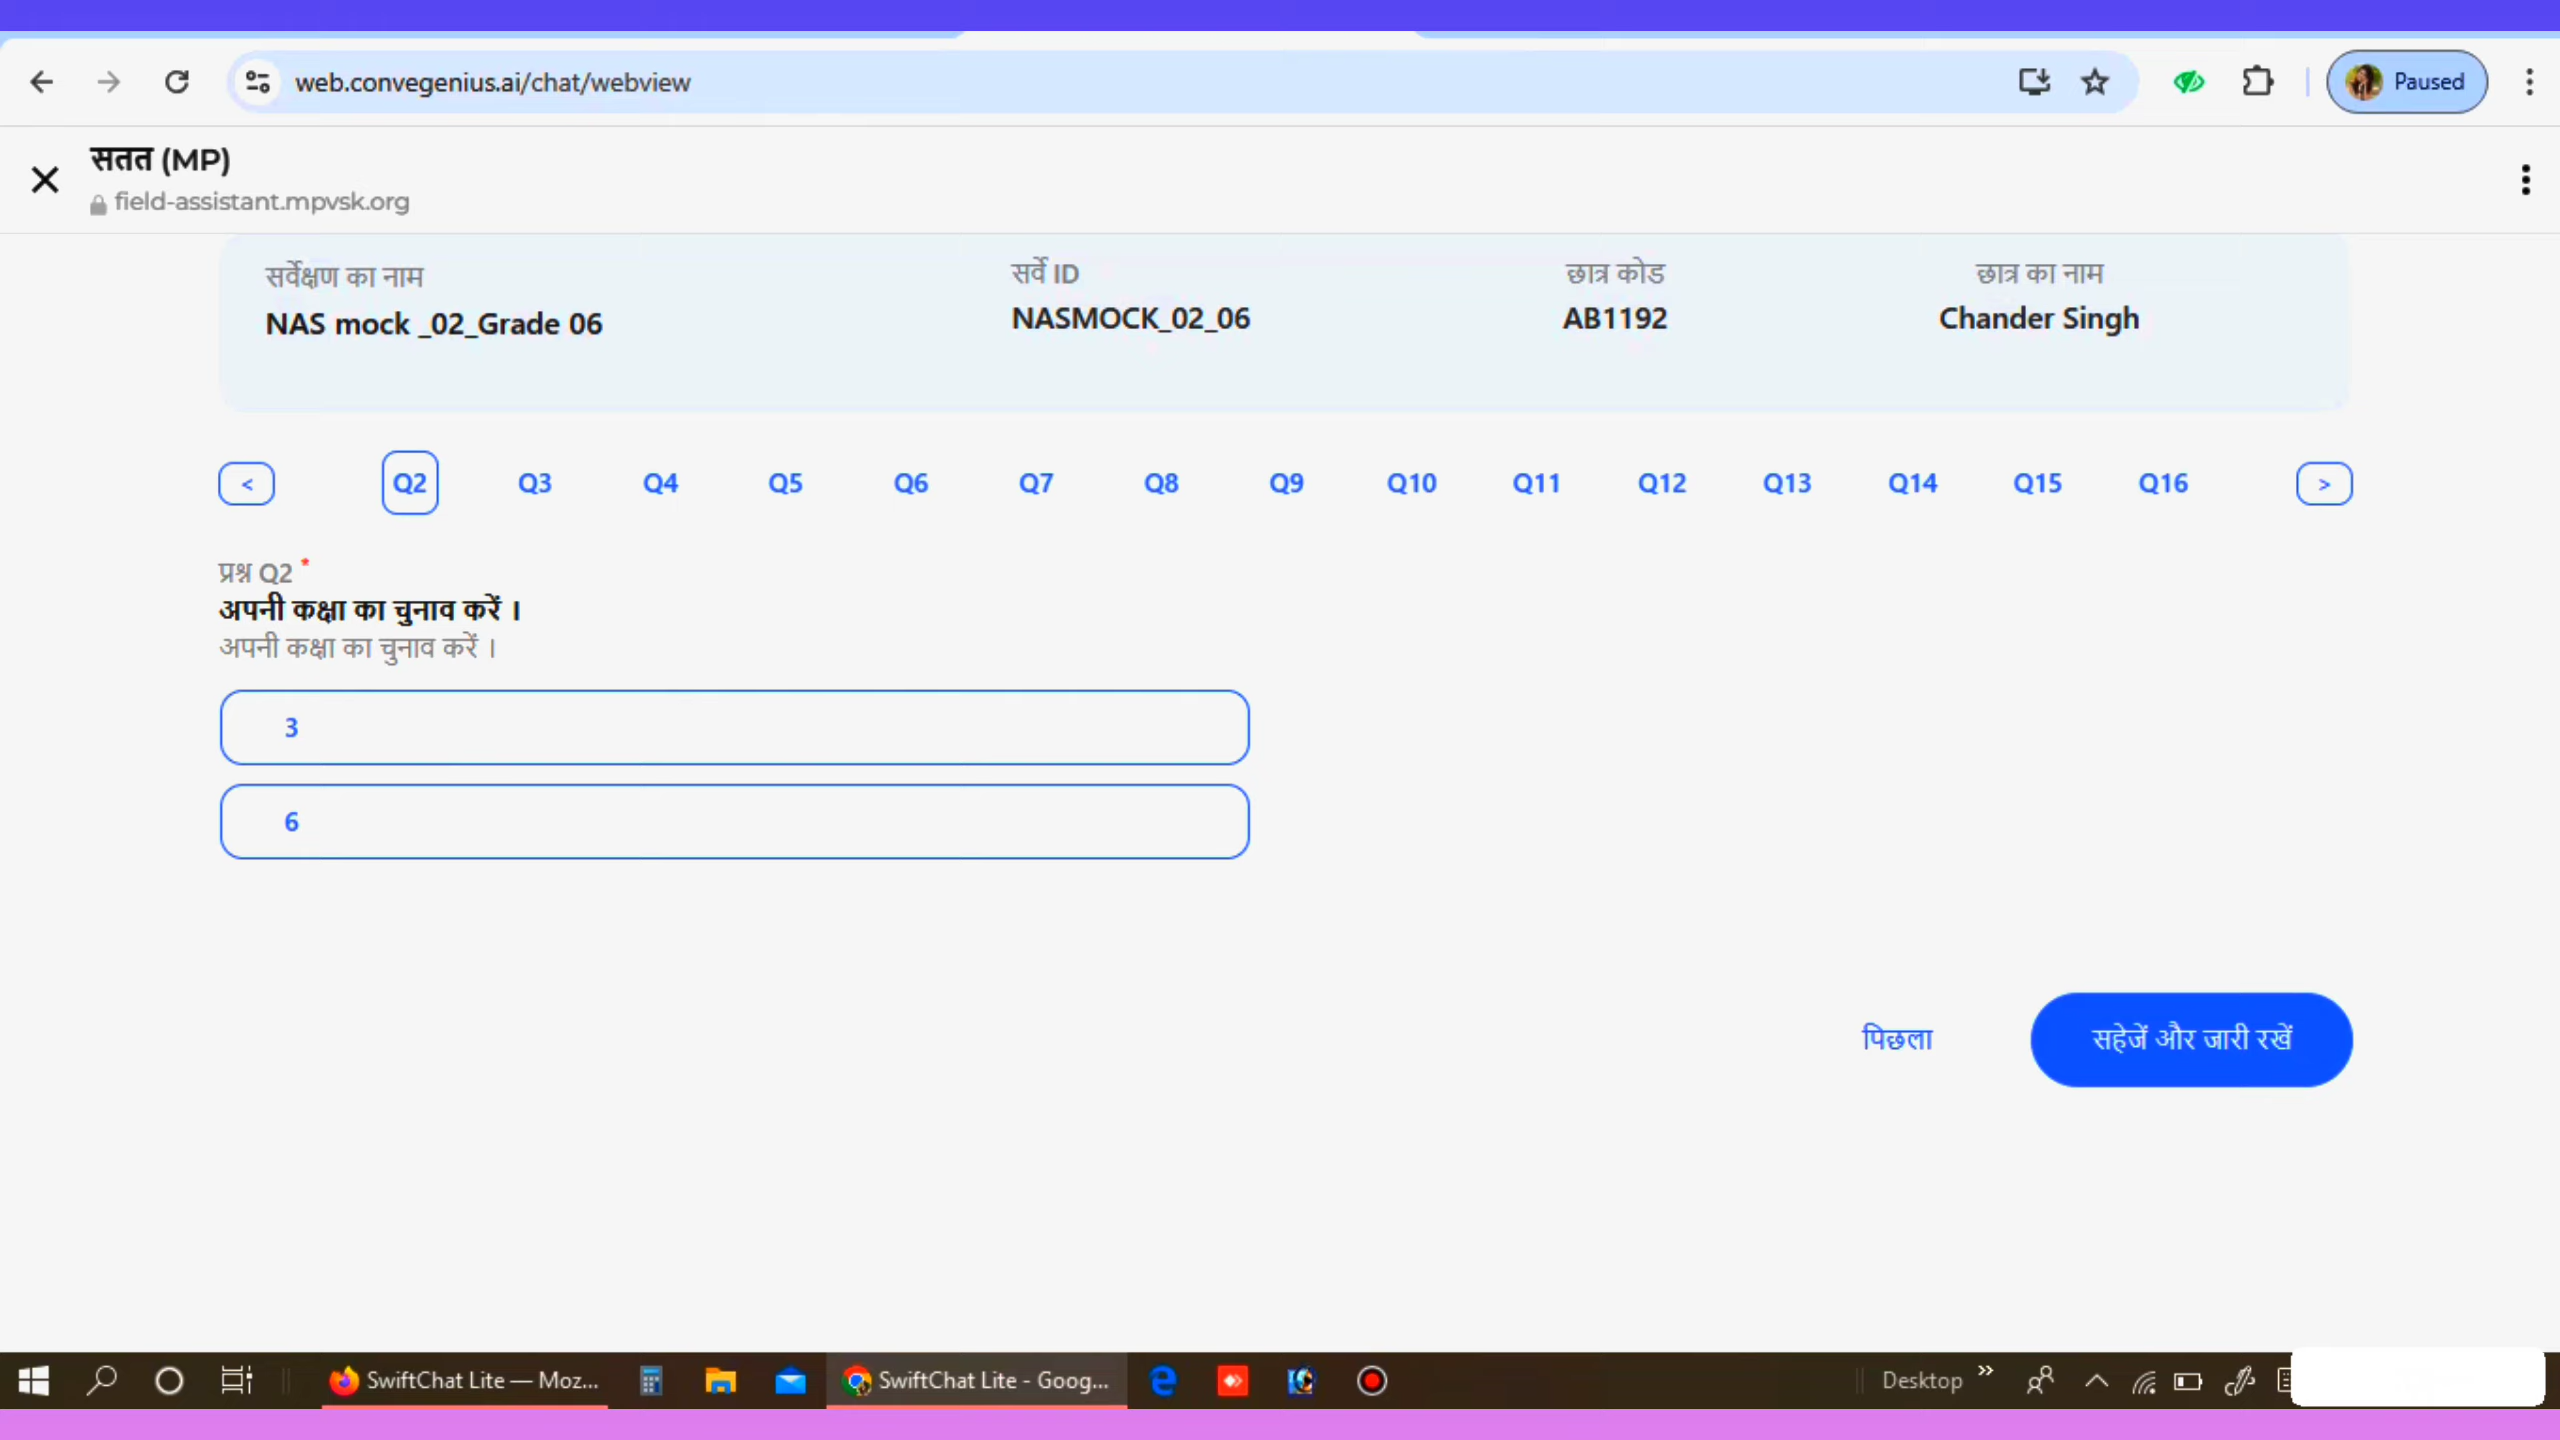 web.convegenius.ai/chat/webview
Paused
सतत (MP)
field-assistant.mpvsk.org
सर्वेक्षण का नाम
NAS mock _02_Grade 06
सर्वे ID
NASMOCK_02_06
छात्र कोड
AB1192
छात्र का नाम
Chander Singh
< Q2 Q3 Q4 Q5 Q6 Q7 Q8 Q9 Q10 Q11 Q12 Q13 Q14 Q15 Q16 >
प्रश्न Q2 *
अपनी कक्षा का चुनाव करें ।
अपनी कक्षा का चुनाव करें ।
3
6
पिछला
सहेजें और जारी रखें
SwiftChat Lite — Moz...
SwiftChat Lite - Goog...
Desktop